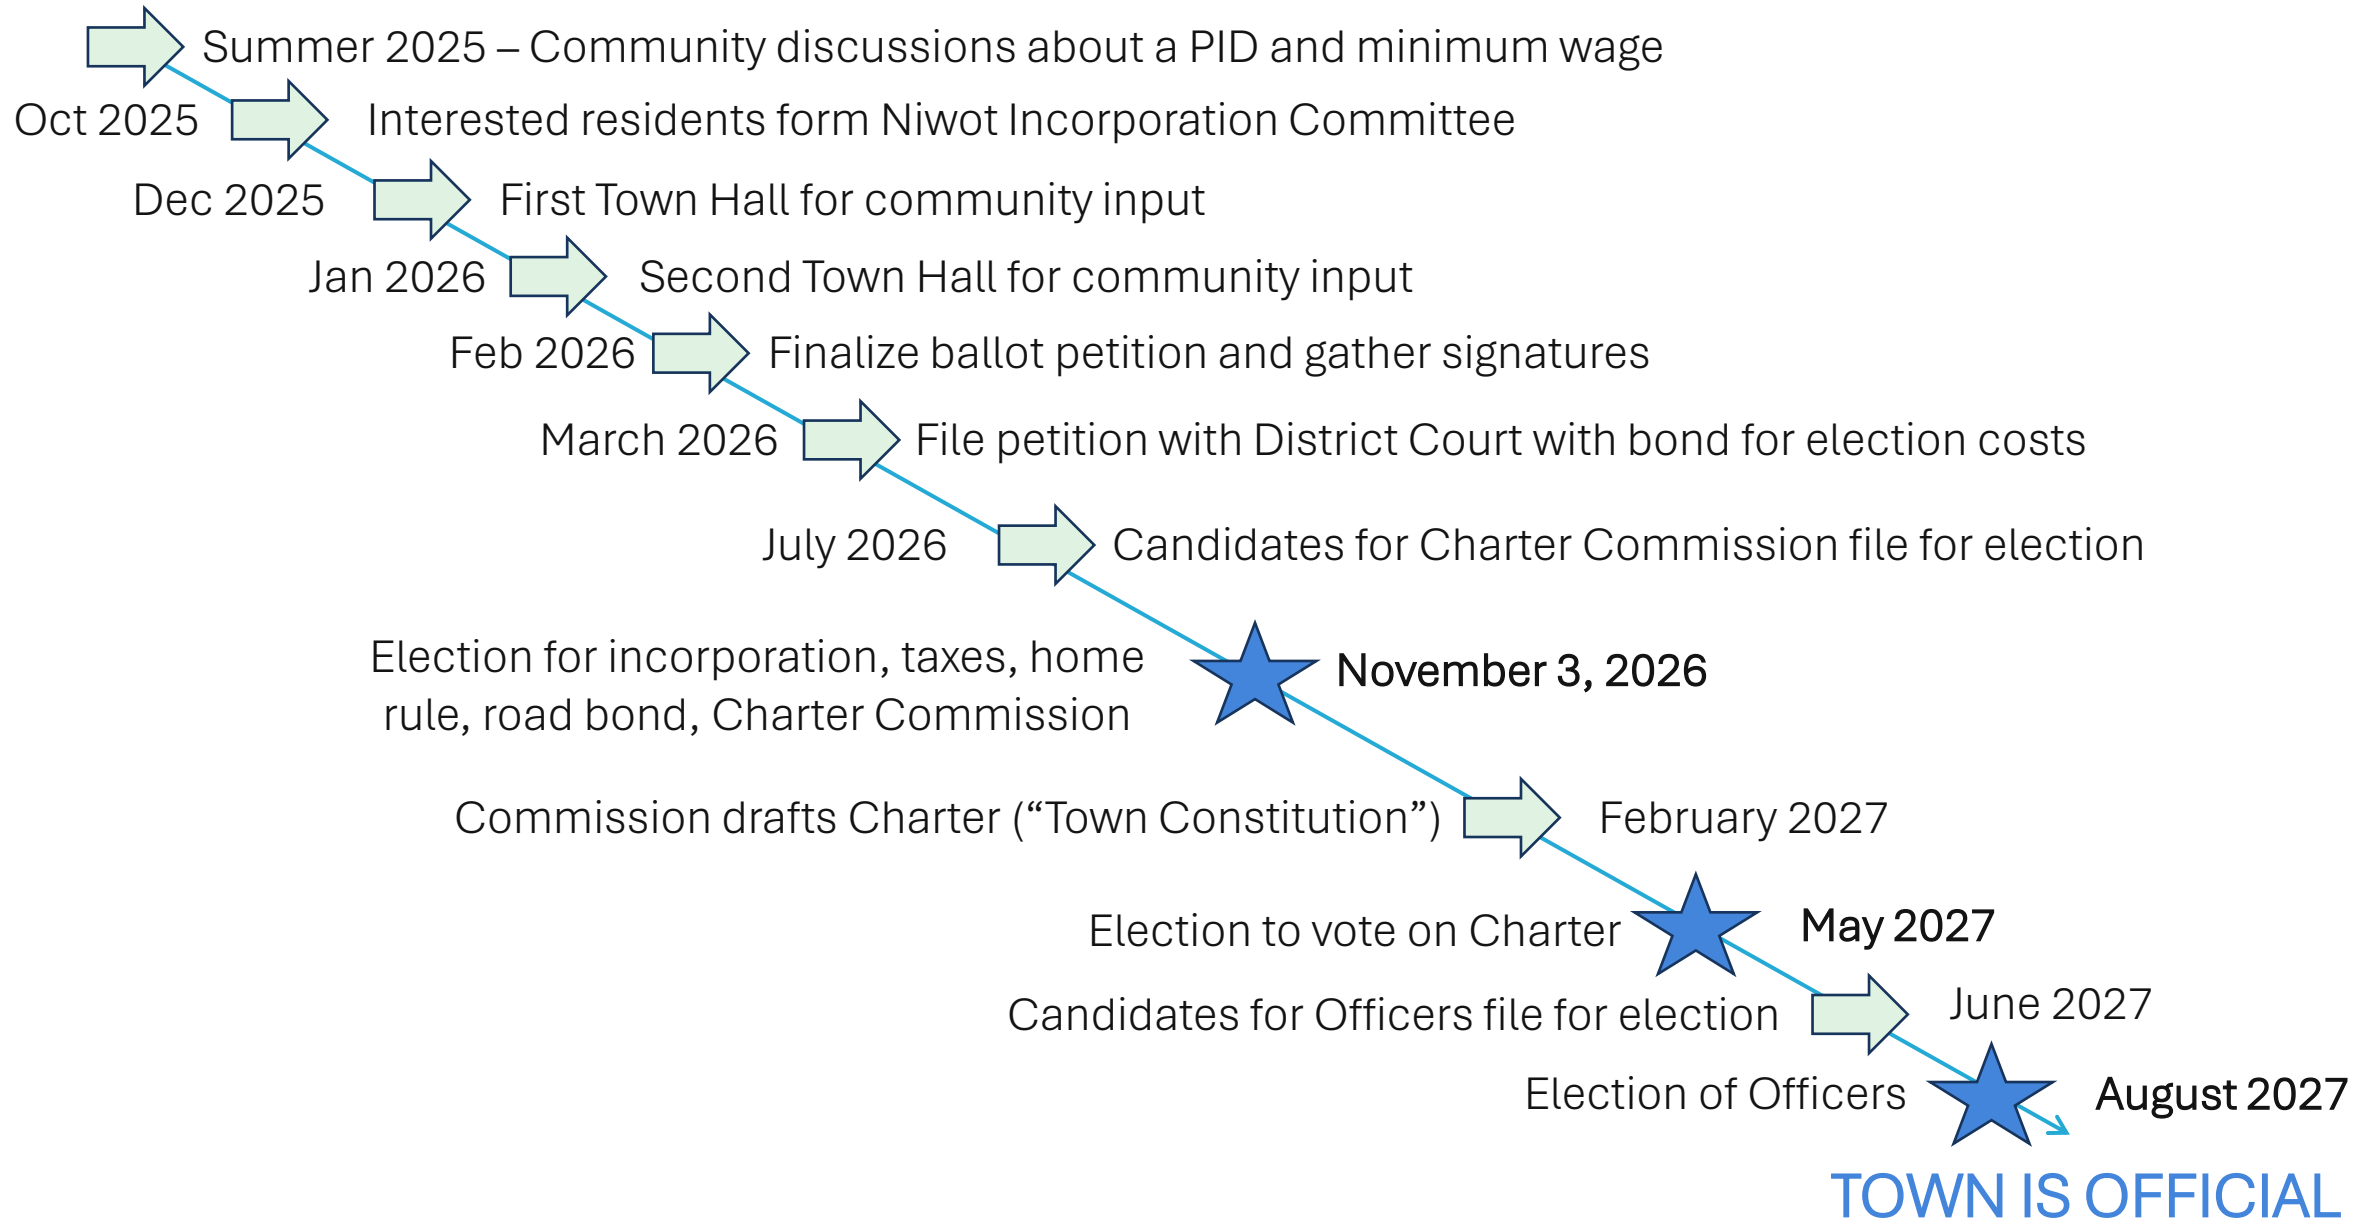 Summer 2025 – Community discussions about a PID and minimum wage
Oct 2025 Interested residents form Niwot Incorporation Committee
Dec 2025 First Town Hall for community input
Jan 2026 Second Town Hall for community input
Feb 2026 Finalize ballot petition and gather signatures
March 2026 File petition with District Court with bond for election costs
July 2026 Candidates for Charter Commission file for election
Election for incorporation, taxes, home
rule, road bond, Charter Commission
November 3, 2026
Commission drafts Charter (“Town Constitution”) February 2027
Election to vote on Charter May 2027
Candidates for Officers file for election June 2027
Election of Officers August 2027
TOWN IS OFFICIAL